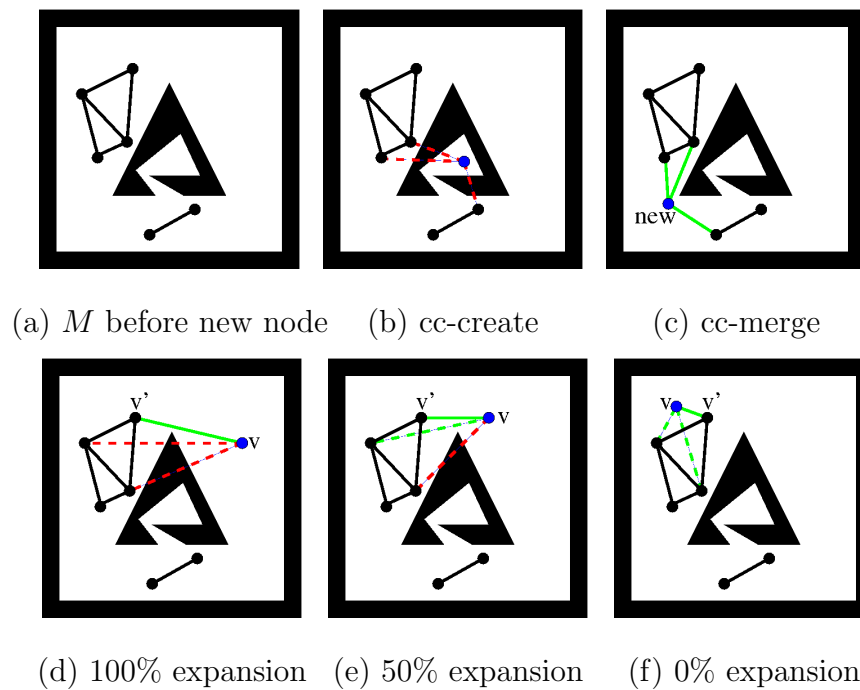 new
(a) M before new node (b) cc-create (c) cc-merge
v' v
v' v
v v'
(d) 100% expansion (e) 50% expansion (f) 0% expansion